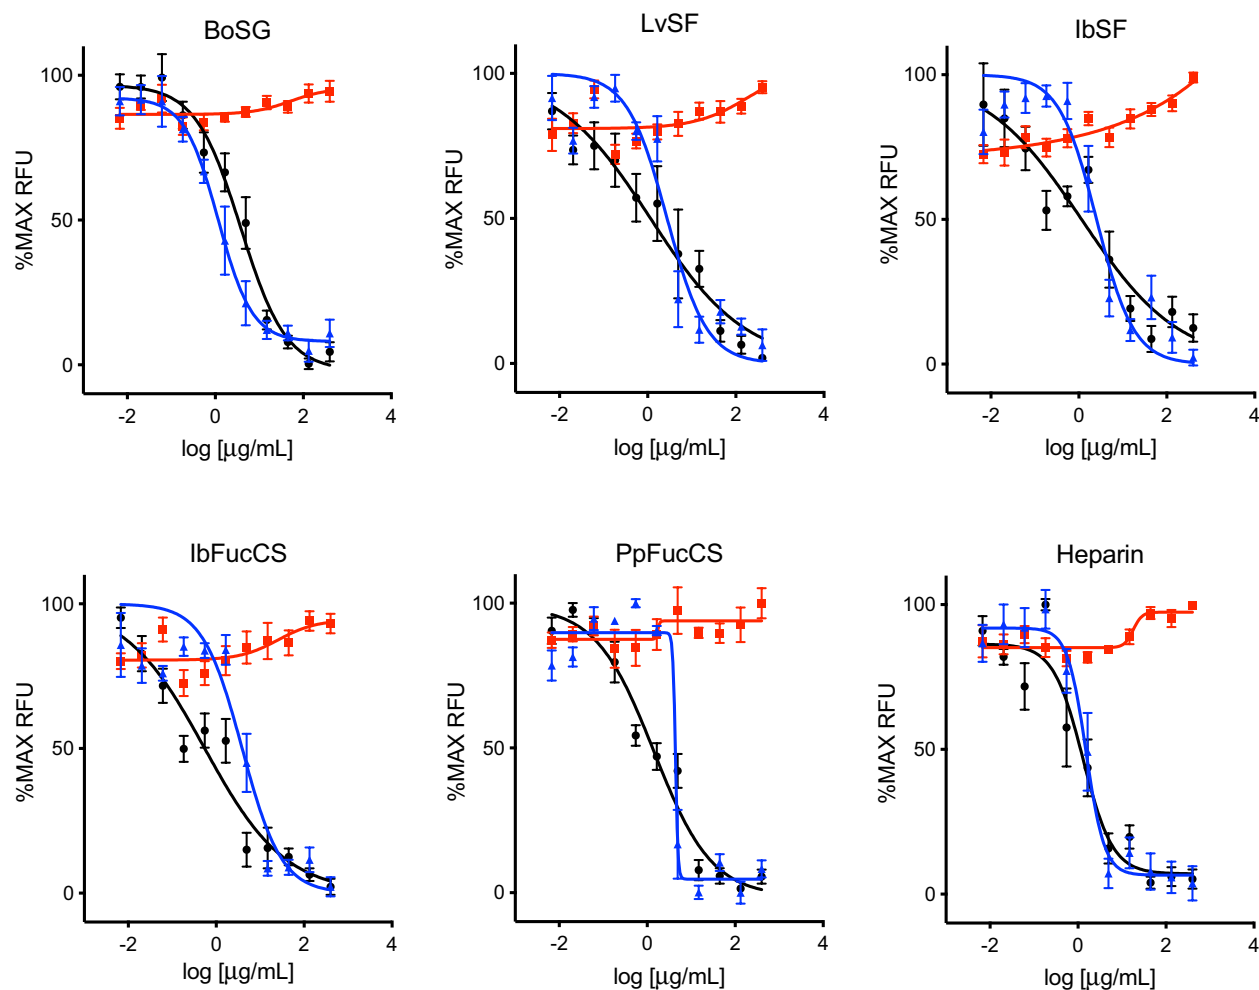 BoSG
LvSF
IbSF
%MAX RFU
100
50
0
-2
0
2
4
log [μg/mL]
%MAX RFU
100
50
0
-2
0
2
4
log [μg/mL]
%MAX RFU
100
50
0
-2
0
2
4
log [μg/mL]
IbFucCS
PpFucCS
Heparin
%MAX RFU
100
50
0
-2
0
2
4
log [μg/mL]
%MAX RFU
100
50
0
-2
0
2
4
log [μg/mL]
%MAX RFU
100
50
0
-2
0
2
4
log [μg/mL]